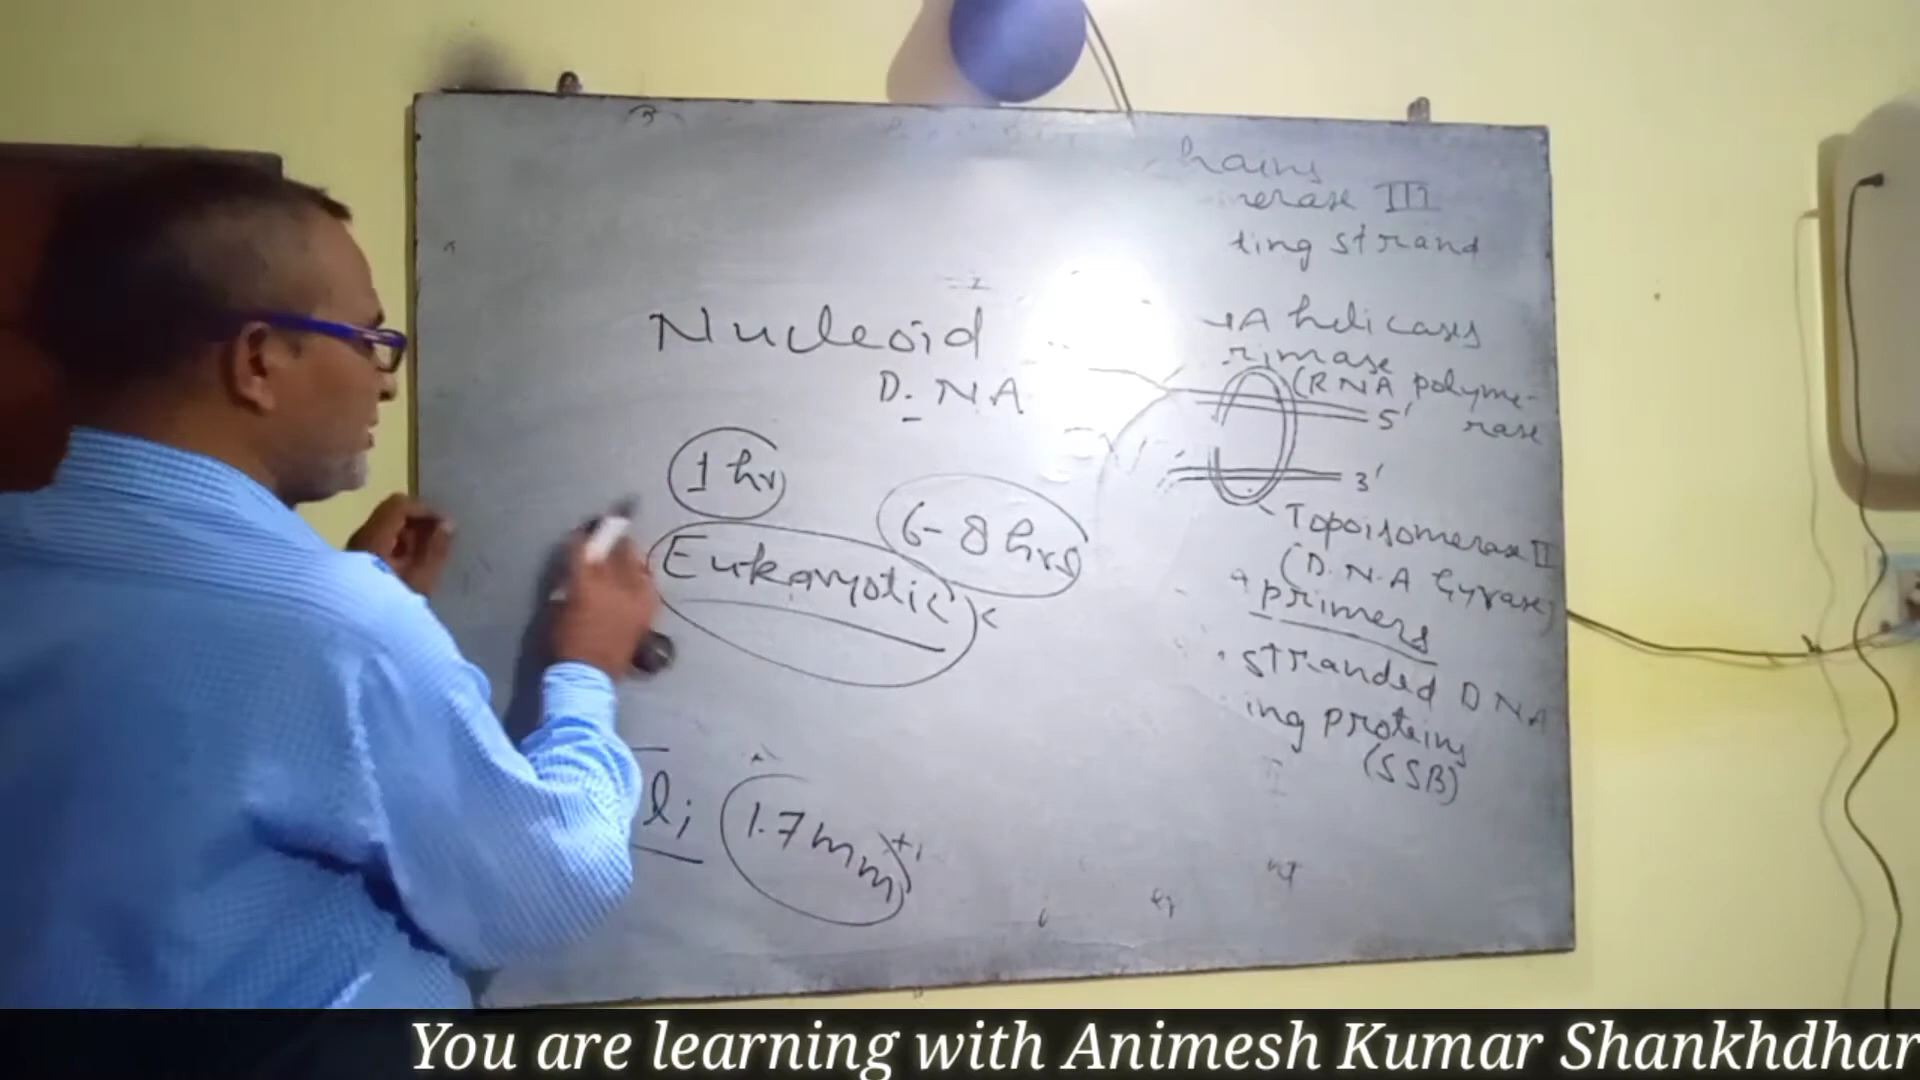 hains
merase III
ting strand
Nucleoid
D.NA
A helicases
rimase
(RNA polyme-
rase
5'
3'
1 hr
6-8 hrs
Eukaryotic
Topoisomerase II
(D.N.A Gyrase)
primers
stranded DNA
ing proteins
(SSB)
li
1.7mm
You are learning with Animesh Kumar Shankhdhar